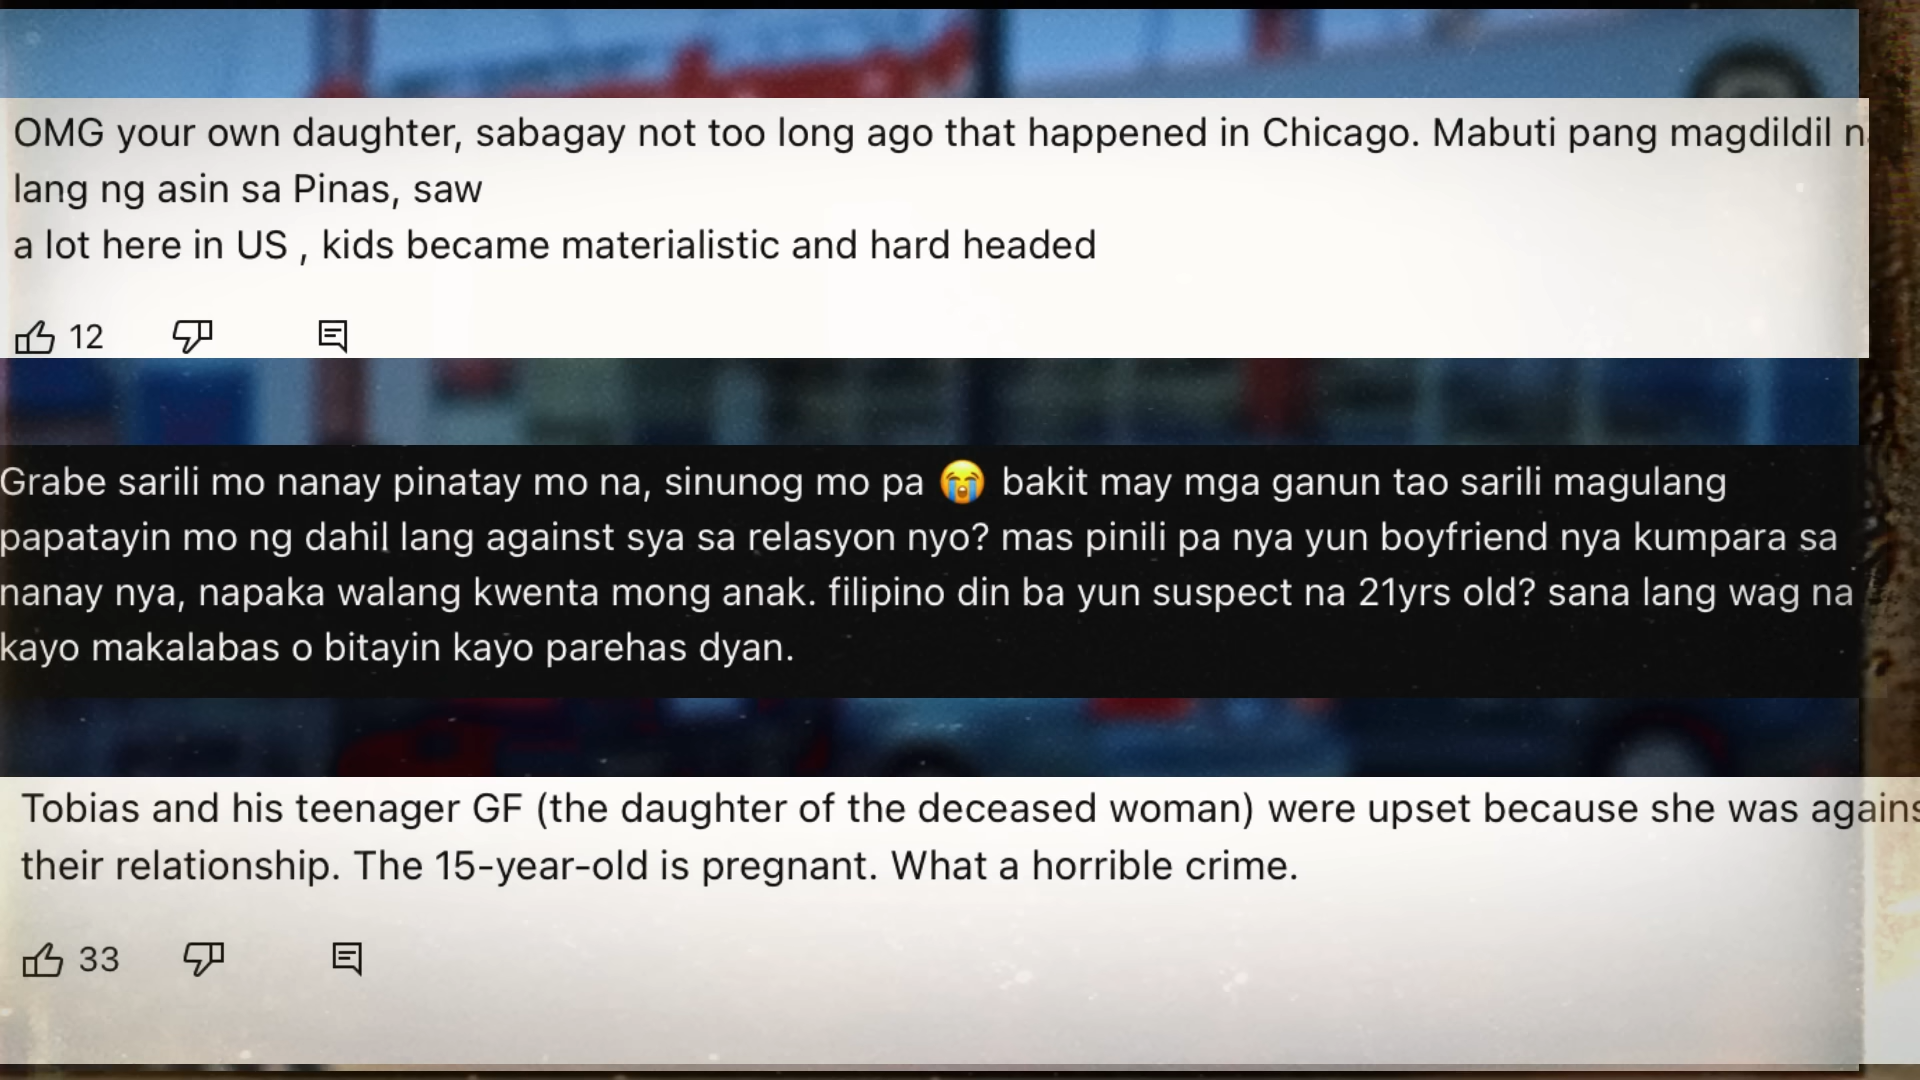 OMG your own daughter, sabagay not too long ago that happened in Chicago. Mabuti pang magdildil
lang ng asin sa Pinas, saw
a lot here in US , kids became materialistic and hard headed
12
Grabe sarili mo nanay pinatay mo na, sinunog mo pa 😭 bakit may mga ganun tao sarili magulang
papatayin mo ng dahil lang against sya sa relasyon nyo? mas pinili pa nya yun boyfriend nya kumpara sa
nanay nya, napaka walang kwenta mong anak. filipino din ba yun suspect na 21yrs old? sana lang wag na
kayo makalabas o bitayin kayo parehas dyan.
Tobias and his teenager GF (the daughter of the deceased woman) were upset because she was agains
their relationship. The 15-year-old is pregnant. What a horrible crime.
33